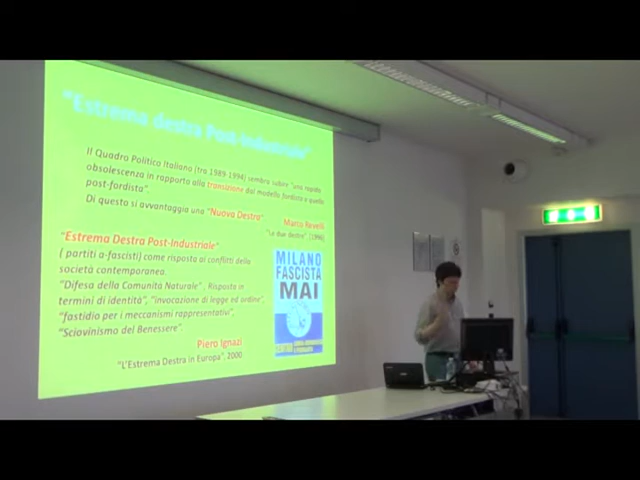 "Estrema destra Post-Industriale"
Il Quadro Politico Italiano (tra 1989-1994) sembra subire "una rapida
obsolescenza in rapporto alla transizione dal modello fordista a quello
post-fordista".
Di questo si avvantaggia una "Nuova Destra"
Marco Revelli
"Le due destre" (1996)
"Estrema Destra Post-Industriale"
( partiti a-fascisti) come risposta ai conflitti della
società contemporanea.
"Difesa della Comunità Naturale". Risposta in
termini di identità", "invocazione di legge ed ordine",
"fastidio per i meccanismi rappresentativi",
"Sciovinismo del Benessere".
Piero Ignazi
"L'Estrema Destra in Europa", 2000
MILANO
FASCISTA
MAI